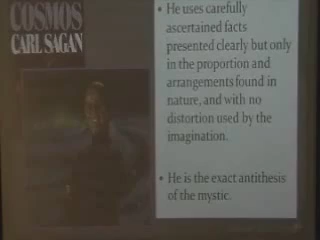 COSMOS
CARL SAGAN
• He uses carefully
ascertained facts
presented clearly but only
in the proportion and
arrangements found in
nature, and with no
distortion used by the
imagination.
• He is the exact antithesis
of the mystic.